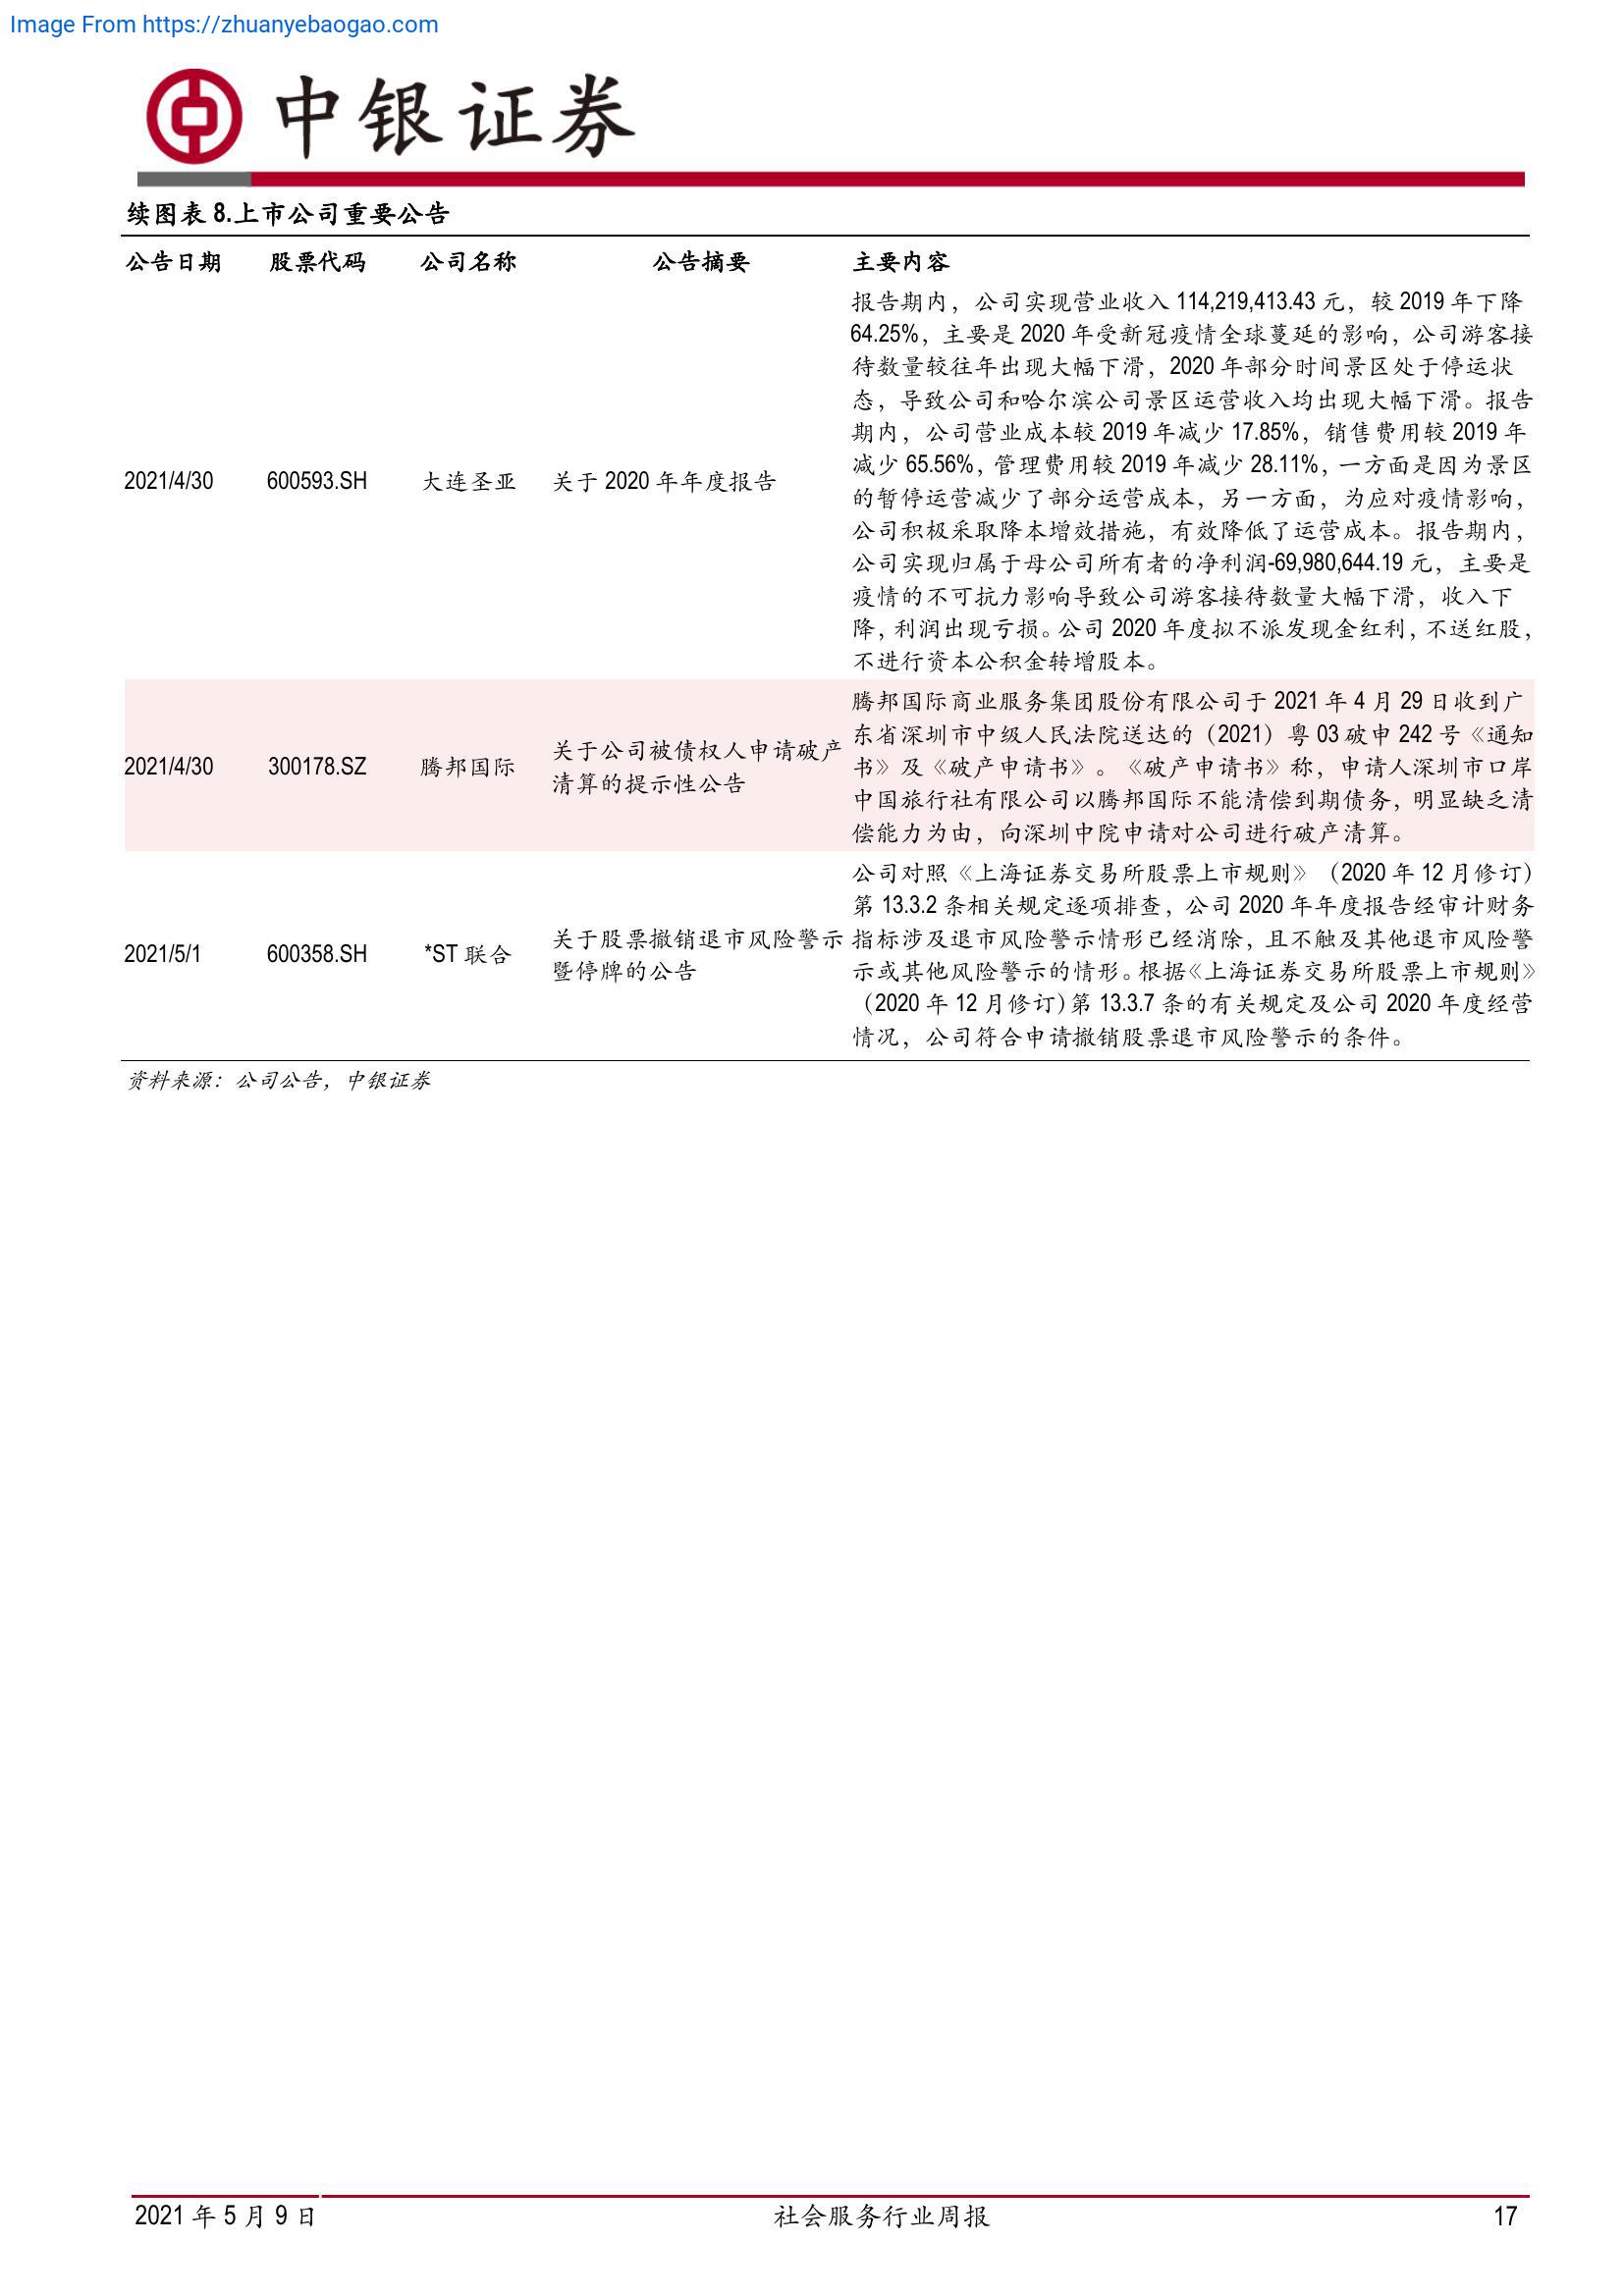 Image From https://zhuanyebaogao.com
中银证券
续图表 8.上市公司重要公告
公告日期 股票代码 公司名称 公告摘要 主要内容
报告期内，公司实现营业收入 114,219,413.43 元，较 2019 年下降
64.25%，主要是 2020 年受新冠疫情全球蔓延的影响，公司游客接
待数量较往年出现大幅下滑，2020 年部分时间景区处于停运状
态，导致公司和哈尔滨公司景区运营收入均出现大幅下滑。报告
期内，公司营业成本较 2019 年减少 17.85%，销售费用较 2019 年
减少 65.56%，管理费用较 2019 年减少 28.11%，一方面是因为景区
2021/4/30 600593.SH 大连圣亚 关于 2020 年年度报告
的暂停运营减少了部分运营成本，另一方面，为应对疫情影响，
公司积极采取降本增效措施，有效降低了运营成本。报告期内，
公司实现归属于母公司所有者的净利润-69,980,644.19 元，主要是
疫情的不可抗力影响导致公司游客接待数量大幅下滑，收入下
降，利润出现亏损。公司 2020 年度拟不派发现金红利，不送红股，
不进行资本公积金转增股本。
腾邦国际商业服务集团股份有限公司于 2021 年 4 月 29 日收到广
东省深圳市中级人民法院送达的（2021）粤 03 破申 242 号《通知
2021/4/30 300178.SZ 腾邦国际 关于公司被债权人申请破产
清算的提示性公告
书》及《破产申请书》。《破产申请书》称，申请人深圳市口岸
中国旅行社有限公司以腾邦国际不能清偿到期债务，明显缺乏清
偿能力为由，向深圳中院申请对公司进行破产清算。
公司对照《上海证券交易所股票上市规则》（2020 年 12 月修订）
第 13.3.2 条相关规定逐项排查，公司 2020 年年度报告经审计财务
2021/5/1 600358.SH *ST 联合 关于股票撤销退市风险警示
暨停牌的公告
指标涉及退市风险警示情形已经消除，且不触及其他退市风险警
示或其他风险警示的情形。根据《上海证券交易所股票上市规则》
（2020 年 12 月修订）第 13.3.7 条的有关规定及公司 2020 年度经营
情况，公司符合申请撤销股票退市风险警示的条件。
资料来源：公司公告，中银证券
2021 年 5 月 9 日 社会服务行业周报 17